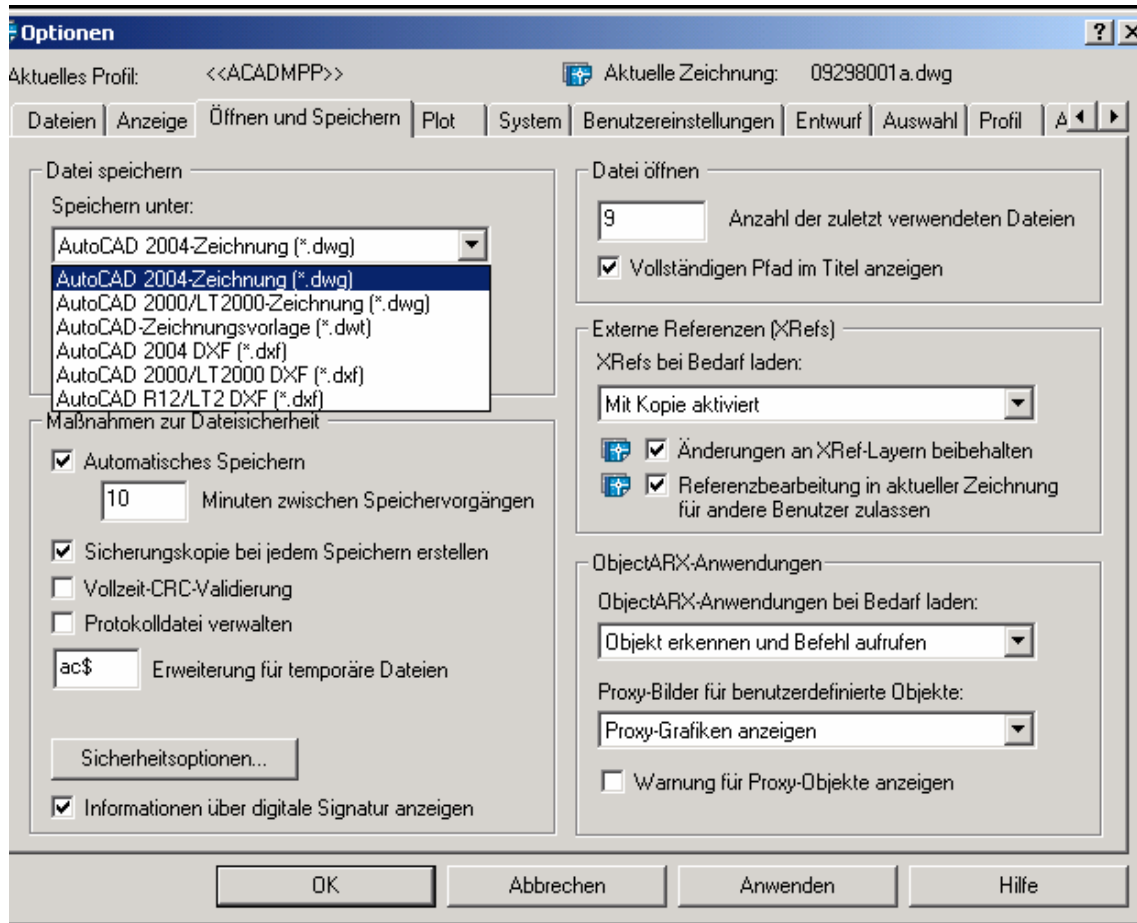 Optionen
Aktuelles Profil: <<ACADMPP>> Aktuelle Zeichnung: 09298001a.dwg
Dateien Anzeige Öffnen und Speichern Plot System Benutzereinstellungen Entwurf Auswahl Profil A
Datei speichern
Speichern unter:
AutoCAD 2004-Zeichnung (*.dwg)
AutoCAD 2004-Zeichnung (*.dwg)
AutoCAD 2000/LT2000-Zeichnung (*.dwg)
AutoCAD-Zeichnungsvorlage (*.dwt)
AutoCAD 2004 DXF (*.dxf)
AutoCAD 2000/LT2000 DXF (*.dxf)
AutoCAD R12/LT2 DXF (*.dxf)
Maßnahmen zur Dateisicherheit
Automatisches Speichern
10 Minuten zwischen Speichervorgängen
Sicherungskopie bei jedem Speichern erstellen
Vollzeit-CRC-Validierung
Protokolldatei verwalten
ac$ Erweiterung für temporäre Dateien
Sicherheitsoptionen...
Informationen über digitale Signatur anzeigen
Datei öffnen
9 Anzahl der zuletzt verwendeten Dateien
Vollständigen Pfad im Titel anzeigen
Externe Referenzen (XRefs)
XRefs bei Bedarf laden:
Mit Kopie aktiviert
Änderungen an XRef-Layern beibehalten
Referenzbearbeitung in aktueller Zeichnung
für andere Benutzer zulassen
ObjectARX-Anwendungen
ObjectARX-Anwendungen bei Bedarf laden:
Objekt erkennen und Befehl aufrufen
Proxy-Bilder für benutzerdefinierte Objekte:
Proxy-Grafiken anzeigen
Warnung für Proxy-Objekte anzeigen
OK Abbrechen Anwenden Hilfe